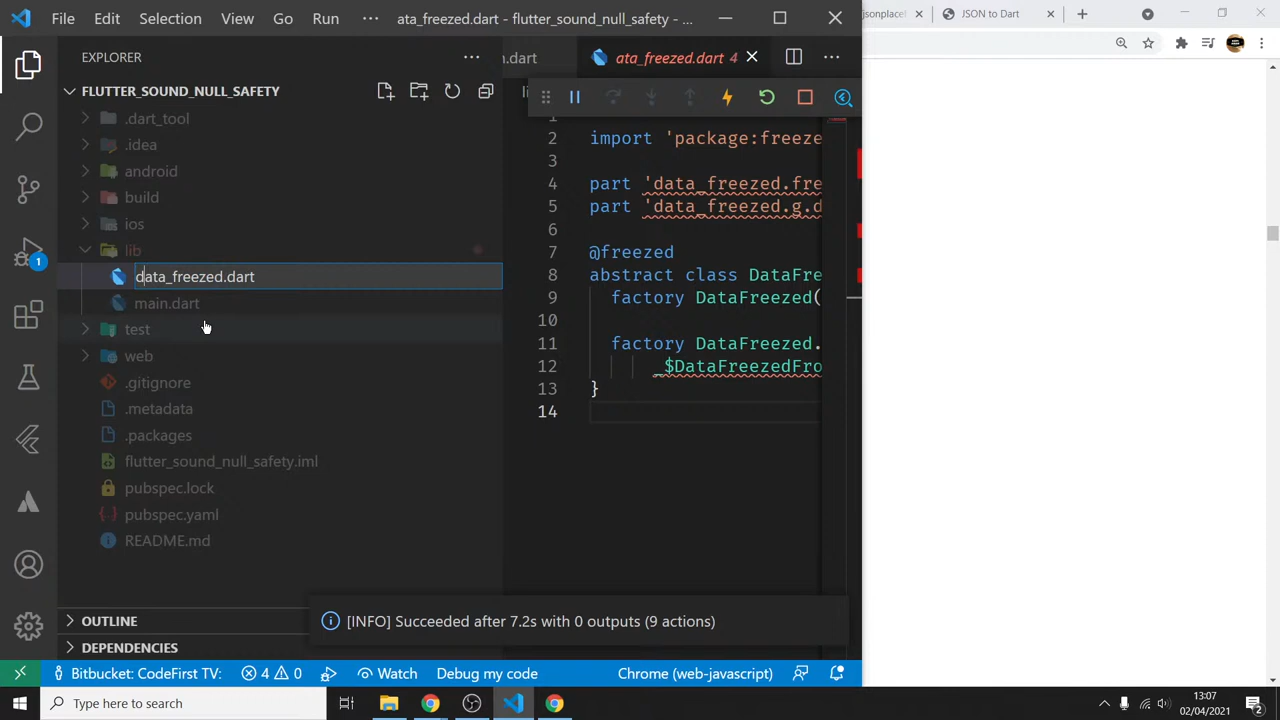 File Edit Selection View Go Run ··· ata_freezed.dart - flutter_sound_null_safety - ...
jsonplacel JSON to Dart
EXPLORER
n.dart ata_freezed.dart 4
FLUTTER_SOUND_NULL_SAFETY
li
.dart_tool
.idea
android
build
ios
lib
data_freezed.dart
main.dart
test
web
.gitignore
.metadata
.packages
flutter_sound_null_safety.iml
pubspec.lock
pubspec.yaml
README.md
OUTLINE
DEPENDENCIES
1
1
2 import 'package:freeze
3
4 part 'data_freezed.fre
5 part 'data_freezed.g.d
6
7 @freezed
8 abstract class DataFre
9 factory DataFreezed(
10
11 factory DataFreezed.
12 _$DataFreezedFro
13 }
14
[INFO] Succeeded after 7.2s with 0 outputs (9 actions)
Bitbucket: CodeFirst TV: 4 0 Watch Debug my code Chrome (web-javascript)
Type here to search
13:07
02/04/2021
2